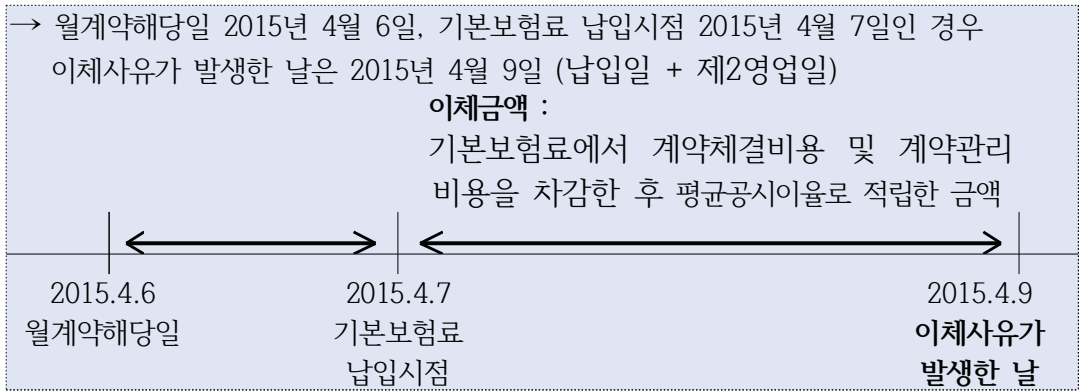 → 월계약해당일 2015년 4월 6일, 기본보험료 납입시점 2015년 4월 7일인 경우
이체사유가 발생한 날은 2015년 4월 9일 (납입일 + 제2영업일)
이체금액 :
기본보험료에서 계약체결비용 및 계약관리
비용을 차감한 후 평균공시이율로 적립한 금액
2015.4.6
월계약해당일
2015.4.7
기본보험료
납입시점
2015.4.9
이체사유가
발생한 날